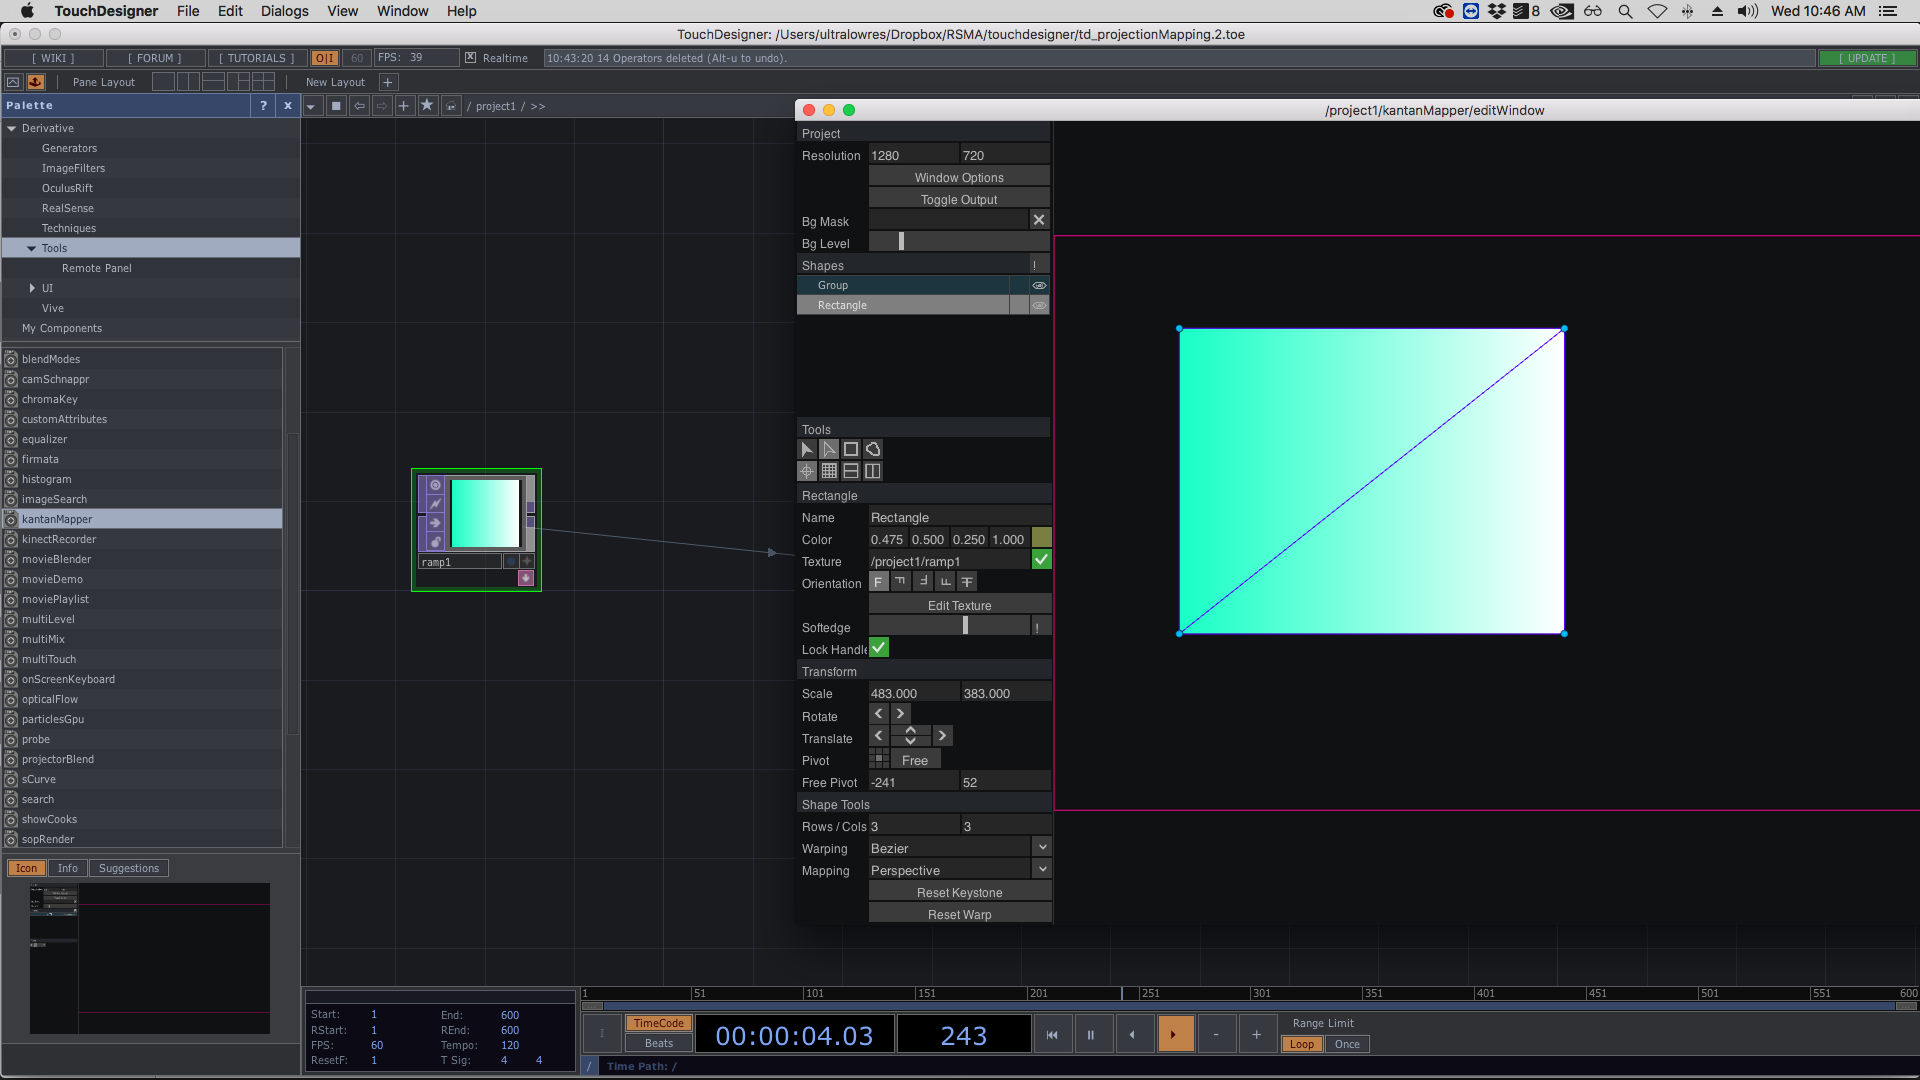 TouchDesigner File Edit Dialogs View Window Help 8 Wed 10:46 AM
TouchDesigner: /Users/ultralowres/Dropbox/RSMA/touchdesigner/td_projectionMapping.2.toe
[ WIKI ] [ FORUM ] [ TUTORIALS ] O|I 60 FPS: 39 Realtime 10:43:20 14 Operators deleted (Alt-u to undo). [ UPDATE ]
Pane Layout New Layout +
Palette ? x / project1 / >>
/project1/kantanMapper/editWindow
Derivative
Generators
ImageFilters
OculusRift
RealSense
Techniques
Tools
Remote Panel
UI
Vive
My Components
blendModes
camSchnappr
chromaKey
customAttributes
equalizer
firmata
histogram
imageSearch
kantanMapper
kinectRecorder
movieBlender
movieDemo
moviePlaylist
multiLevel
multiMix
multiTouch
onScreenKeyboard
opticalFlow
particlesGpu
probe
projectorBlend
sCurve
search
showCooks
sopRender
Icon Info Suggestions
ramp1
Project
Resolution 1280 720
Window Options
Toggle Output
Bg Mask
Bg Level
Shapes !
Group
Rectangle
Tools
Rectangle
Name Rectangle
Color 0.475 0.500 0.250 1.000
Texture /project1/ramp1
Orientation F F F F F
Edit Texture
Softedge !
Lock Handle
Transform
Scale 483.000 383.000
Rotate < >
Translate < >
Pivot Free
Free Pivot -241 52
Shape Tools
Rows / Cols 3 3
Warping Bezier
Mapping Perspective
Reset Keystone
Reset Warp
1 51 101 151 201 251 301 351 401 451 501 551 600
Start: 1 End: 600
RStart: 1 REnd: 600
FPS: 60 Tempo: 120
ResetF: 1 T Sig: 4 4
TimeCode
Beats
00:00:04.03 243
- +
Range Limit
Loop Once
/ Time Path: /